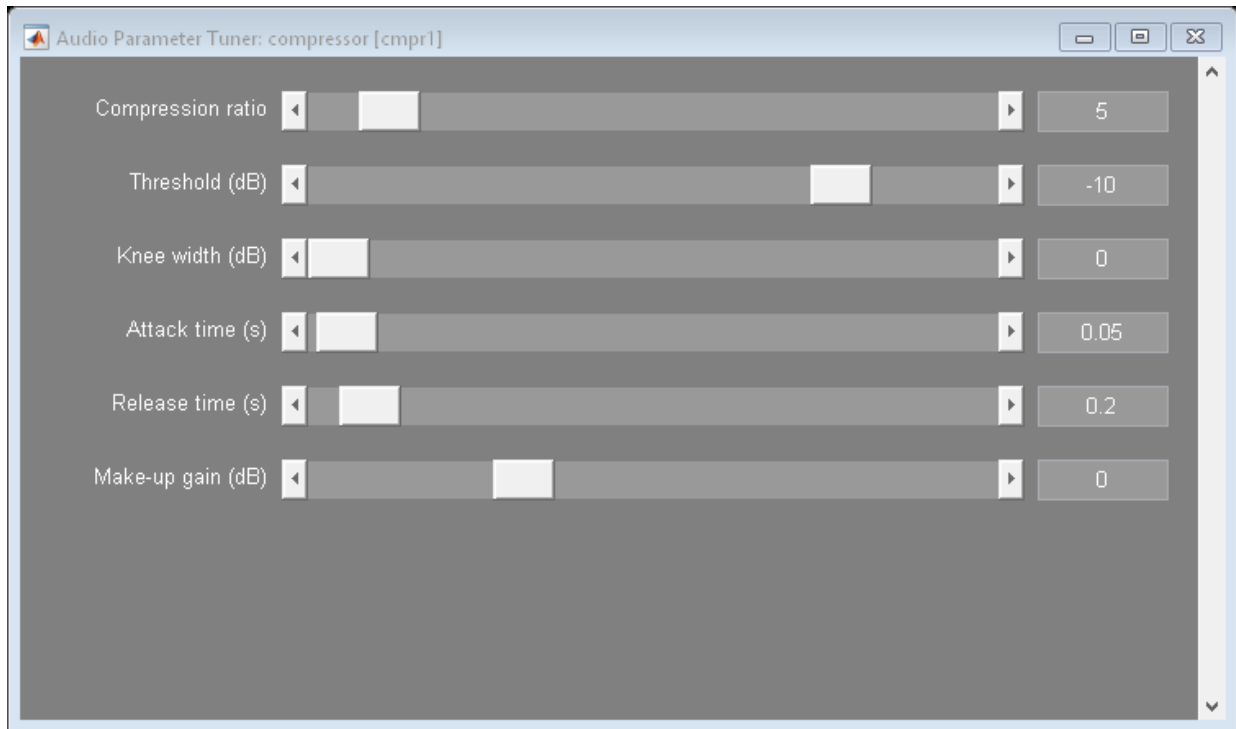 Audio Parameter Tuner: compressor [cmpr1]
Compression ratio 5
Threshold (dB) -10
Knee width (dB) 0
Attack time (s) 0.05
Release time (s) 0.2
Make-up gain (dB) 0